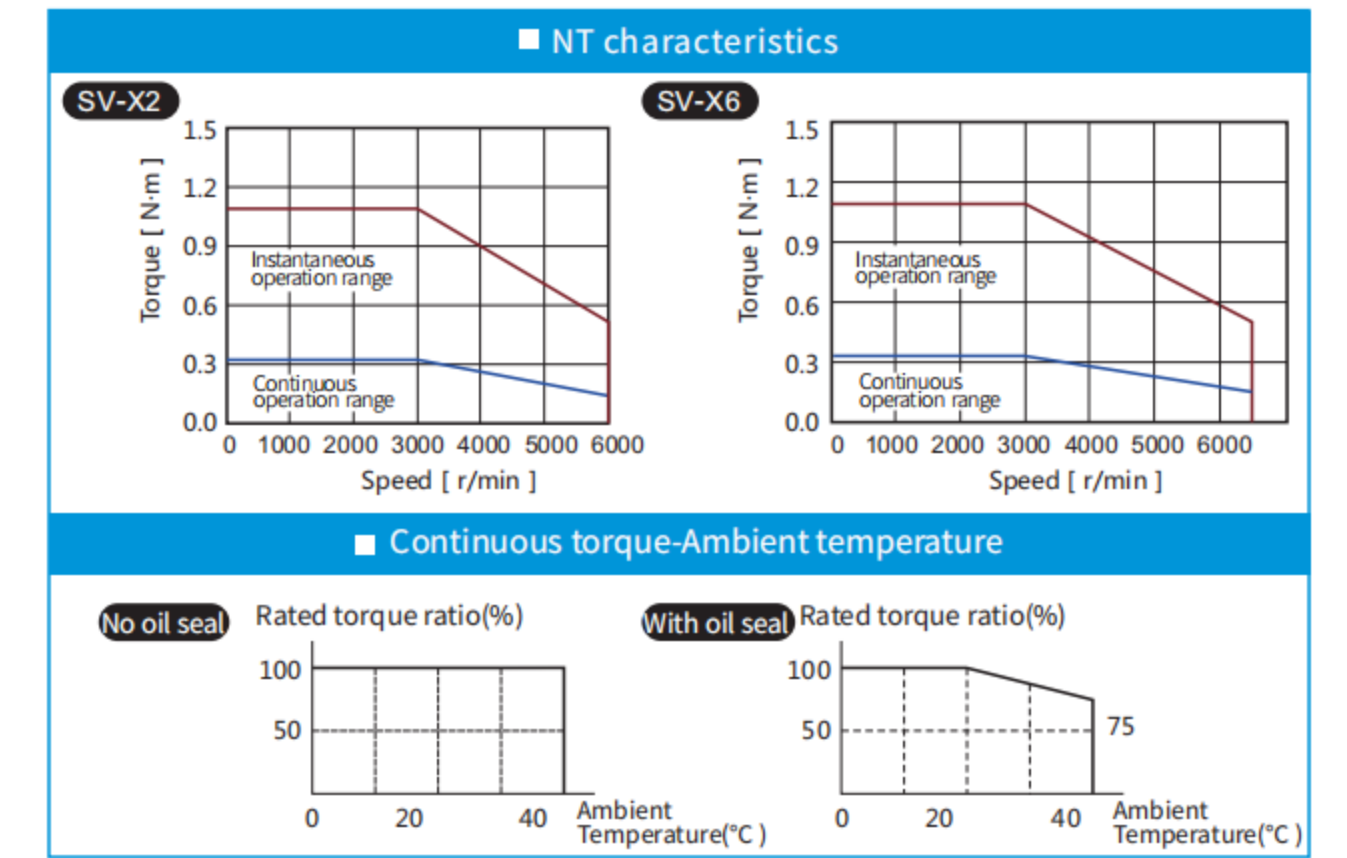 NT characteristics
SV-X2
Torque [ N·m ]
1.5
1.2
0.9
0.6
0.3
0.0
Instantaneous
operation range
Continuous
operation range
0 1000 2000 3000 4000 5000 6000
Speed [ r/min ]
SV-X6
Torque [ N·m ]
1.5
1.2
0.9
0.6
0.3
0.0
Instantaneous
operation range
Continuous
operation range
0 1000 2000 3000 4000 5000 6000
Speed [ r/min ]
Continuous torque-Ambient temperature
No oil seal
Rated torque ratio(%)
100
50
0 20 40
Ambient
Temperature(°C )
With oil seal
Rated torque ratio(%)
100
50
75
0 20 40
Ambient
Temperature(°C )